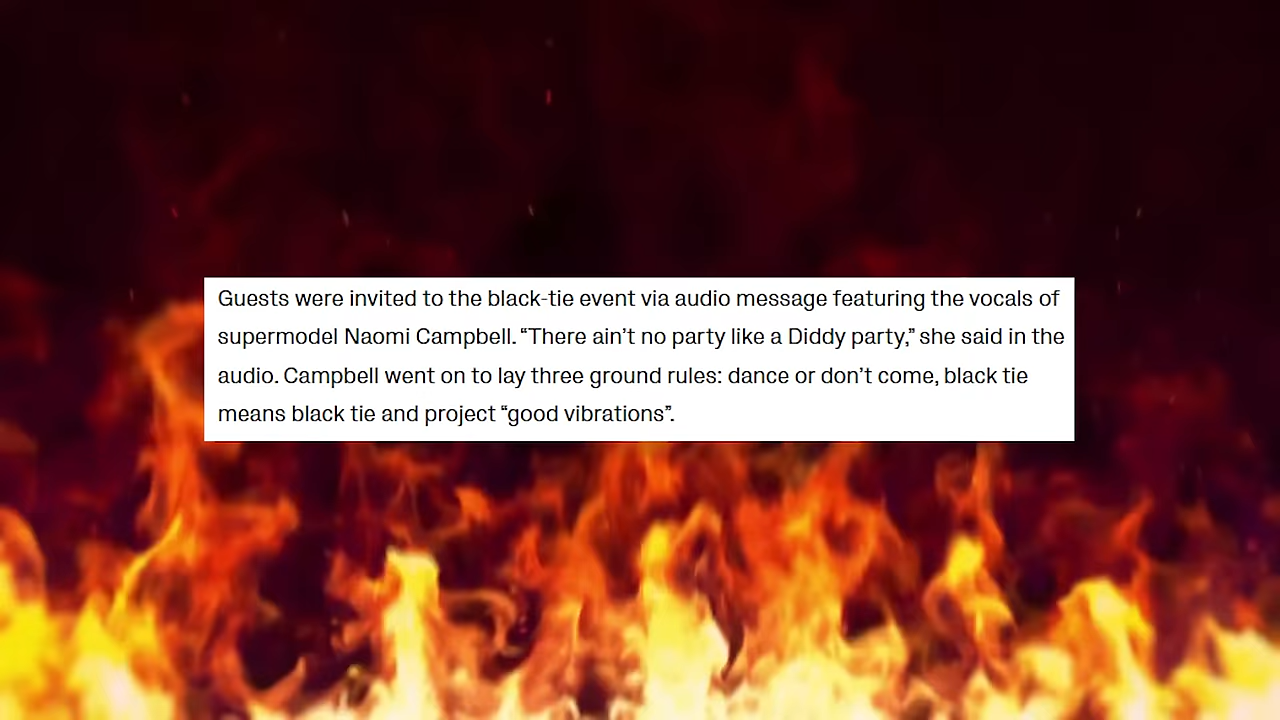 Guests were invited to the black-tie event via audio message featuring the vocals of
supermodel Naomi Campbell. “There ain’t no party like a Diddy party,” she said in the
audio. Campbell went on to lay three ground rules: dance or don’t come, black tie
means black tie and project “good vibrations”.